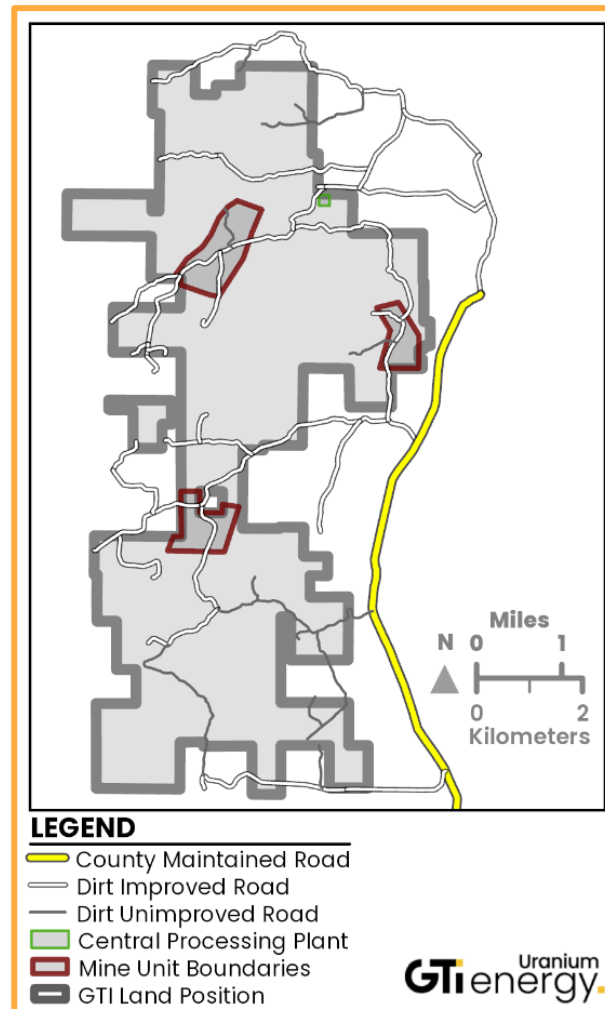 Miles
N 0 1
0 2
Kilometers
LEGEND
County Maintained Road
Dirt Improved Road
Dirt Unimproved Road
Central Processing Plant
Mine Unit Boundaries
GTI Land Position
Uranium
GTi energy.